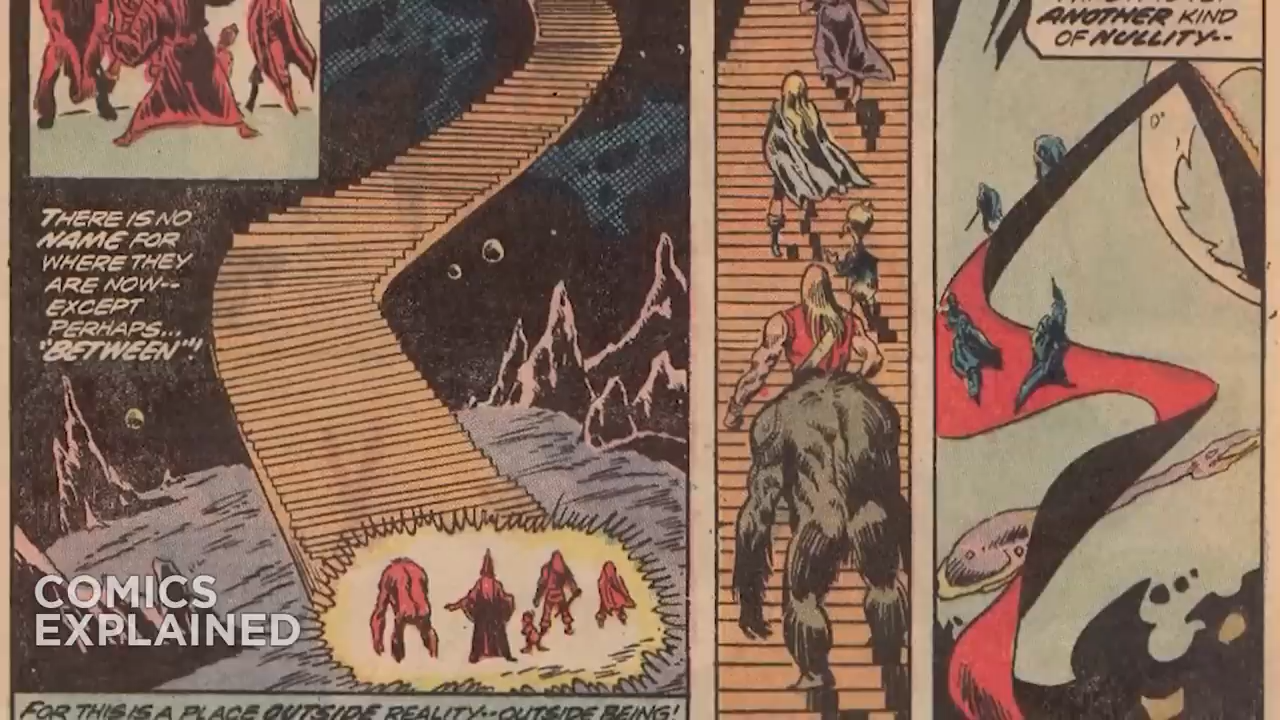 THERE IS NO
NAME FOR
WHERE THEY
ARE NOW--
EXCEPT
PERHAPS...
"BETWEEN"!
ANOTHER KIND
OF NULLITY--
FOR THIS IS A PLACE OUTSIDE REALITY--OUTSIDE BEING!
COMICS
EXPLAINED